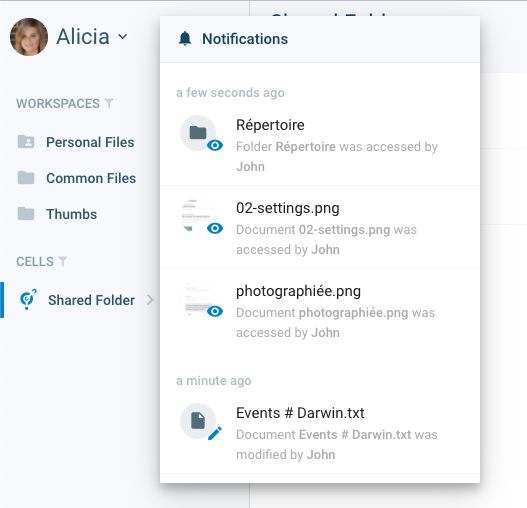 Alicia
WORKSPACES
Personal Files
Common Files
Thumbs
CELLS
Shared Folder
Notifications
a few seconds ago
Répertoire
Folder Répertoire was accessed by
John
02-settings.png
Document 02-settings.png was
accessed by John
photographiée.png
Document photographiée.png was
accessed by John
a minute ago
Events # Darwin.txt
Document Events # Darwin.txt was
modified by John